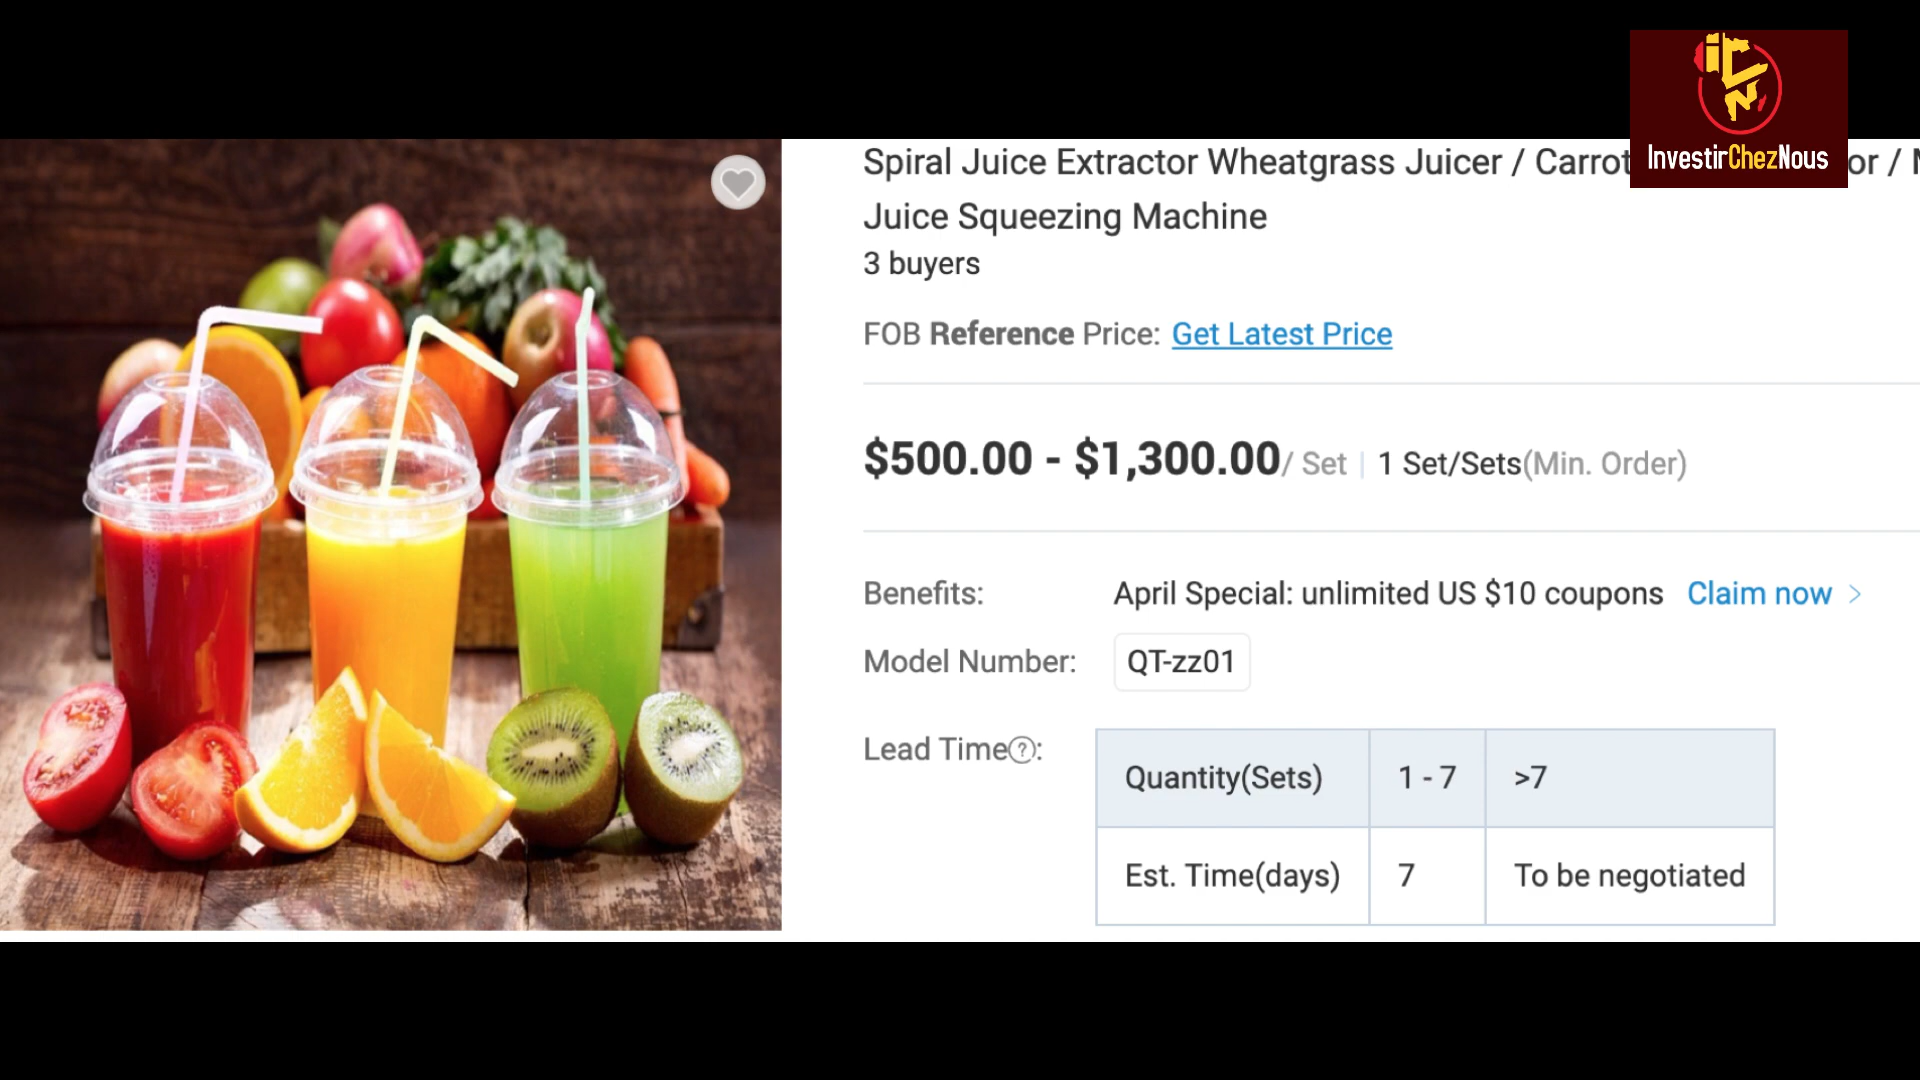 InvestirChezNous
Spiral Juice Extractor Wheatgrass Juicer / Carrot
Juice Squeezing Machine
3 buyers
FOB Reference Price: Get Latest Price
$500.00 - $1,300.00/ Set | 1 Set/Sets(Min. Order)
Benefits: April Special: unlimited US $10 coupons Claim now >
Model Number: QT-zz01
Lead Time?:
Quantity(Sets) 1 - 7 >7
Est. Time(days) 7 To be negotiated